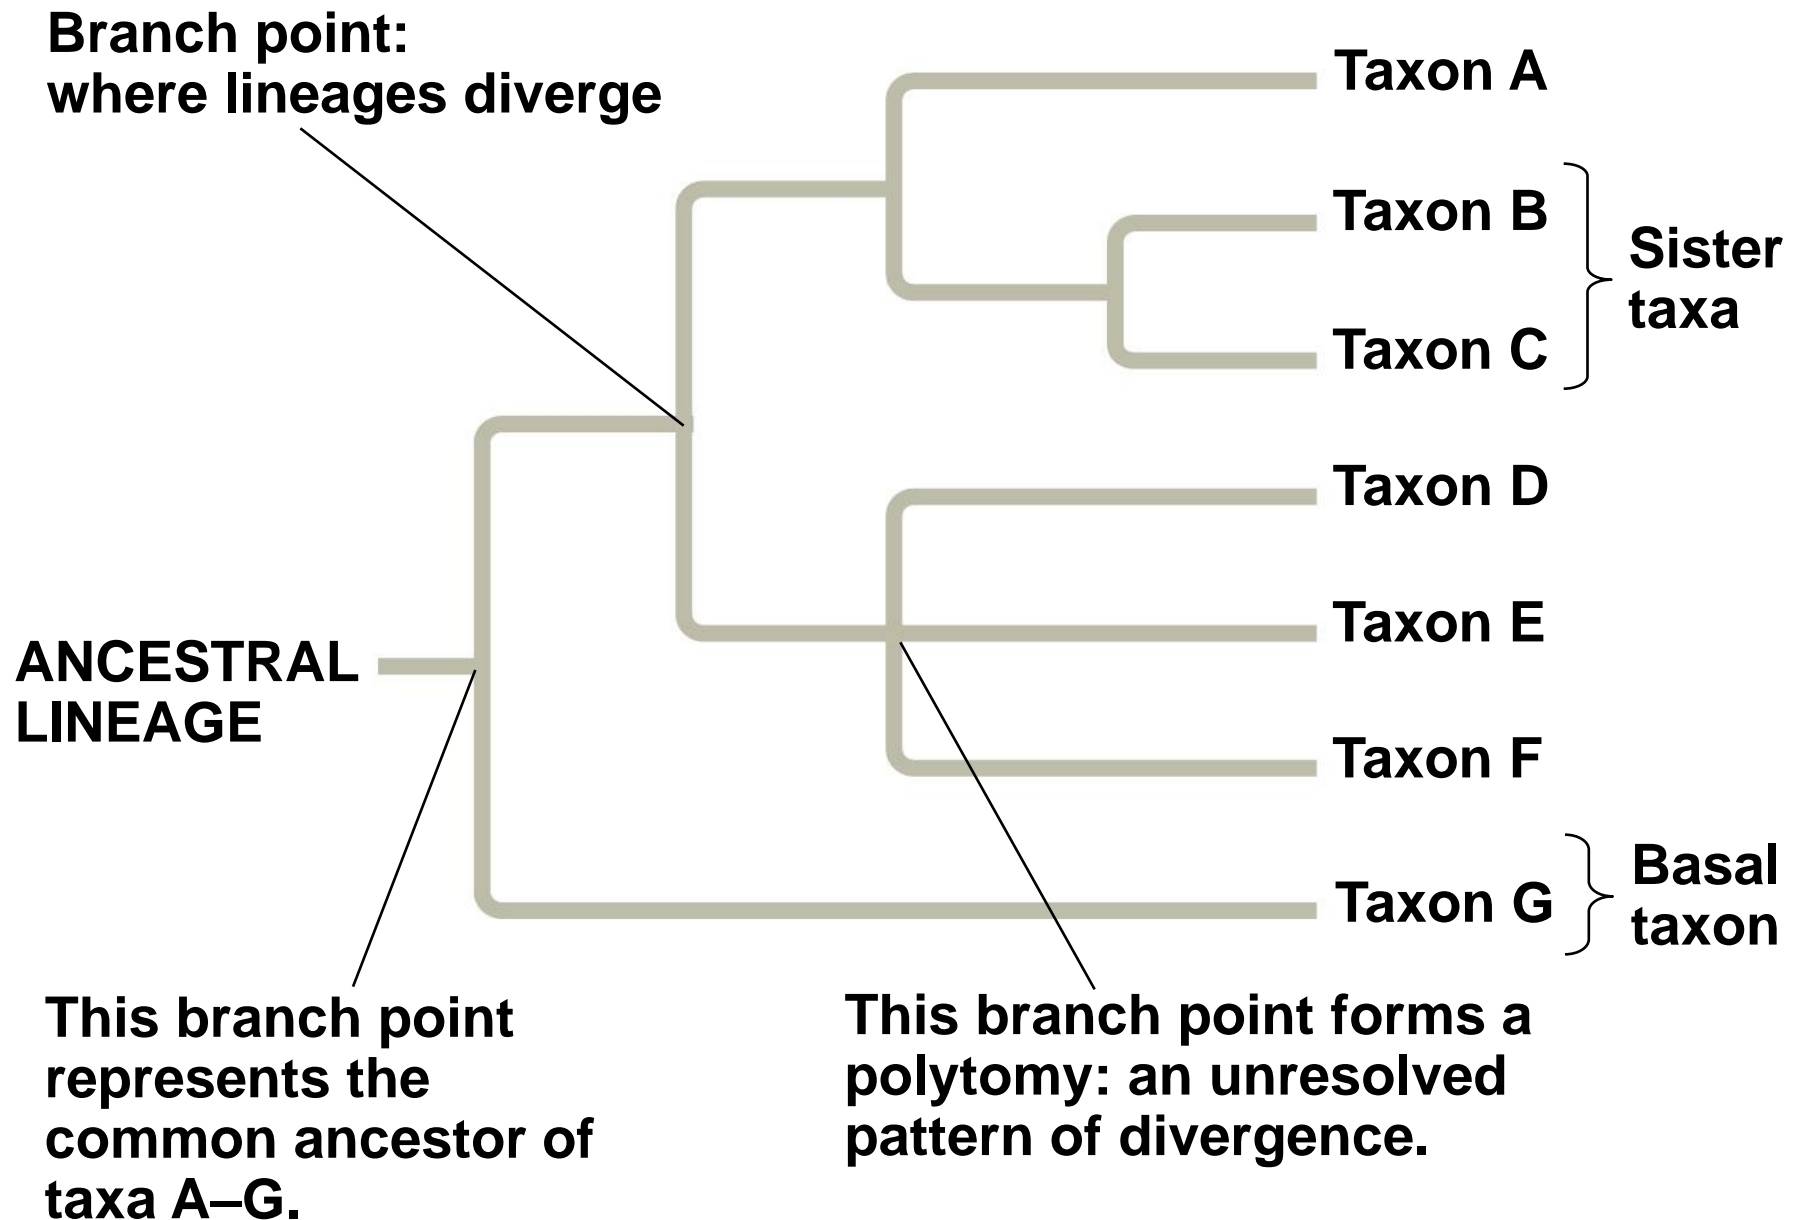 Branch point:
where lineages diverge
Taxon A
Taxon B
Sister
taxa
Taxon C
Taxon D
Taxon E
ANCESTRAL
LINEAGE
Taxon F
Basal
taxon
Taxon G
This branch point
represents the
common ancestor of
taxa A–G.
This branch point forms a
polytomy: an unresolved
pattern of divergence.